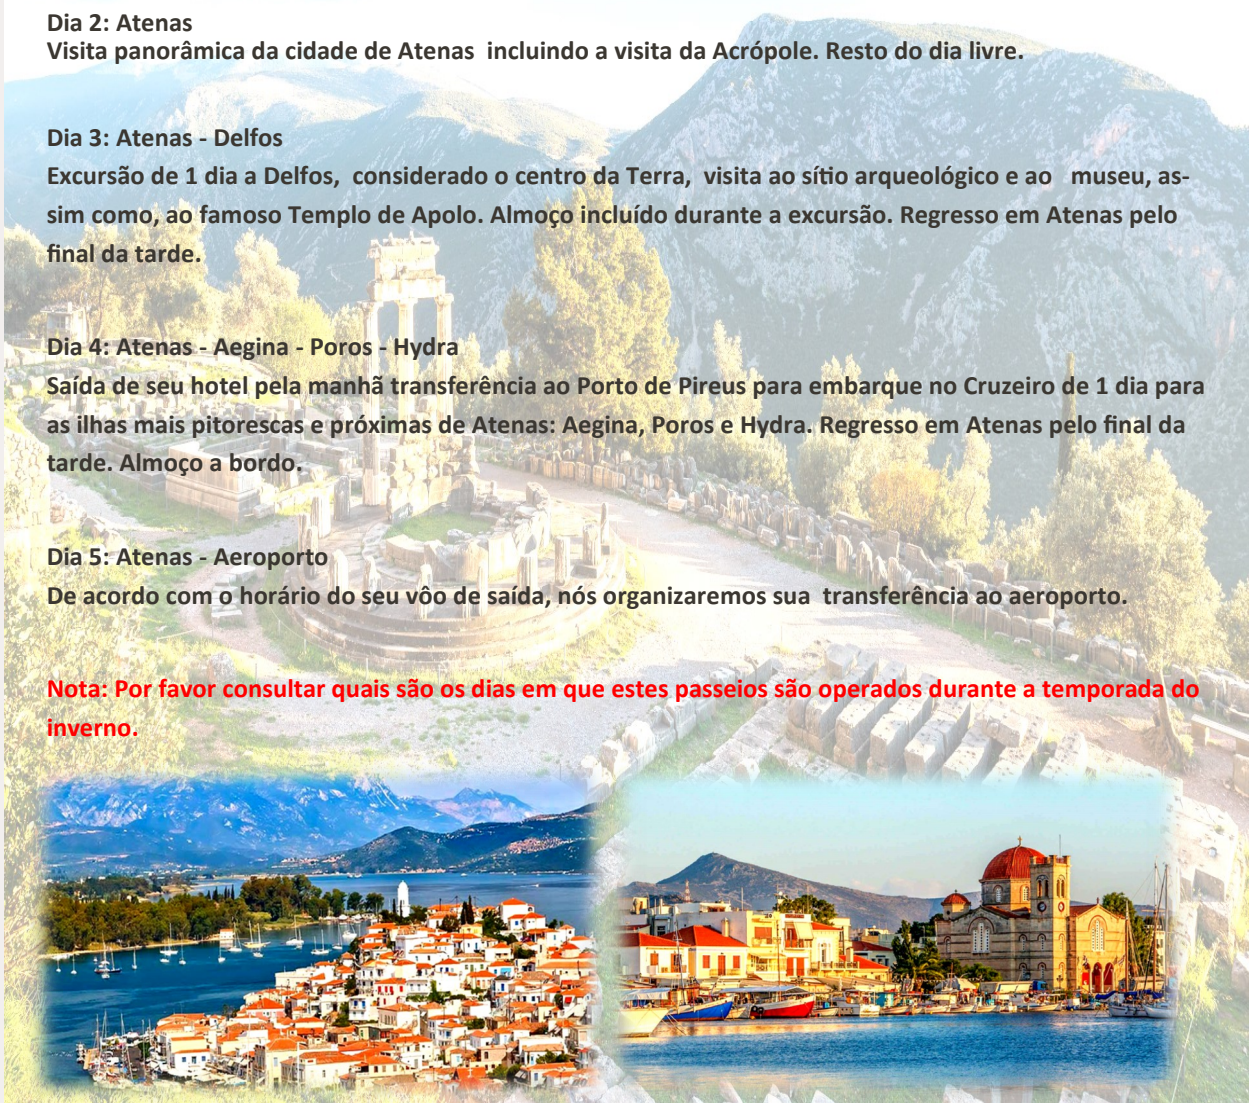 Dia 2: Atenas
Visita panorâmica da cidade de Atenas  incluindo a visita da Acrópole. Resto do dia livre.
Dia 3: Atenas - Delfos
Excursão de 1 dia a Delfos,  considerado o centro da Terra,  visita ao sítio arqueológico e ao   museu, as-
sim como, ao famoso Templo de Apolo. Almoço incluído durante a excursão. Regresso em Atenas pelo
final da tarde.
Dia 4: Atenas - Aegina - Poros - Hydra
Saída de seu hotel pela manhã transferência ao Porto de Pireus para embarque no Cruzeiro de 1 dia para
as ilhas mais pitorescas e próximas de Atenas: Aegina, Poros e Hydra. Regresso em Atenas pelo final da
tarde. Almoço a bordo.
Dia 5: Atenas - Aeroporto
De acordo com o horário do seu vôo de saída, nós organizaremos sua  transferência ao aeroporto.
Nota: Por favor consultar quais são os dias em que estes passeios são operados durante a temporada do
inverno.